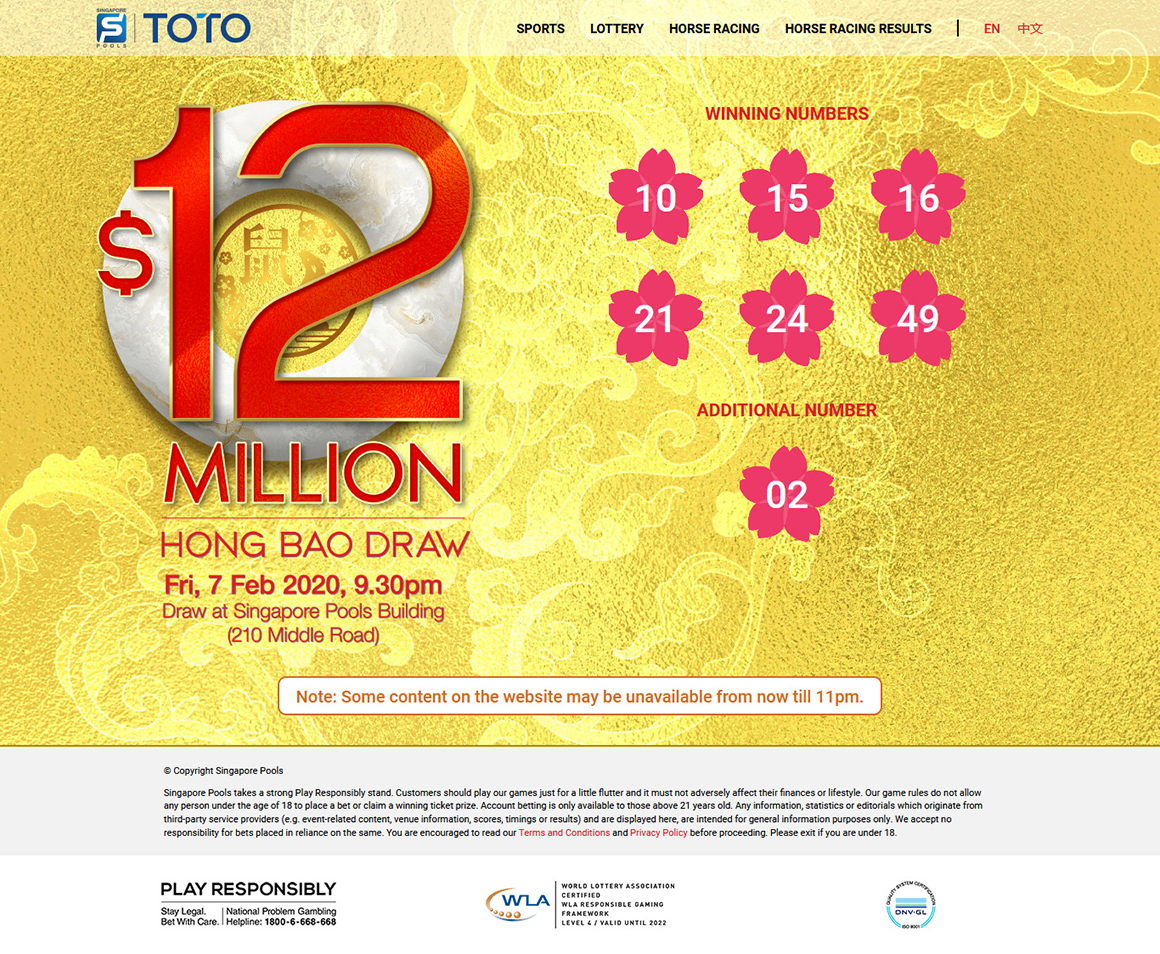 SINGAPORE
POOLS
TOTO
SPORTS LOTTERY HORSE RACING HORSE RACING RESULTS EN 中文
$12
鼠
MILLION
HONG BAO DRAW
Fri, 7 Feb 2020, 9.30pm
Draw at Singapore Pools Building
(210 Middle Road)
WINNING NUMBERS
10 15 16
21 24 49
ADDITIONAL NUMBER
02
Note: Some content on the website may be unavailable from now till 11pm.
© Copyright Singapore Pools
Singapore Pools takes a strong Play Responsibly stand. Customers should play our games just for a little flutter and it must not adversely affect their finances or lifestyle. Our game rules do not allow
any person under the age of 18 to place a bet or claim a winning ticket prize. Account betting is only available to those above 21 years old. Any information, statistics or editorials which originate from
third-party service providers (e.g. event-related content, venue information, scores, timings or results) and are displayed here, are intended for general information purposes only. We accept no
responsibility for bets placed in reliance on the same. You are encouraged to read our Terms and Conditions and Privacy Policy before proceeding. Please exit if you are under 18.
PLAY RESPONSIBLY
Stay Legal.
Bet With Care.
National Problem Gambling
Helpline: 1800-6-668-668
WLA
WORLD LOTTERY ASSOCIATION
CERTIFIED
WLA RESPONSIBLE GAMING
FRAMEWORK
LEVEL 4 / VALID UNTIL 2022
QUALITY SYSTEM CERTIFICATION
DNV·GL
ISO 9001